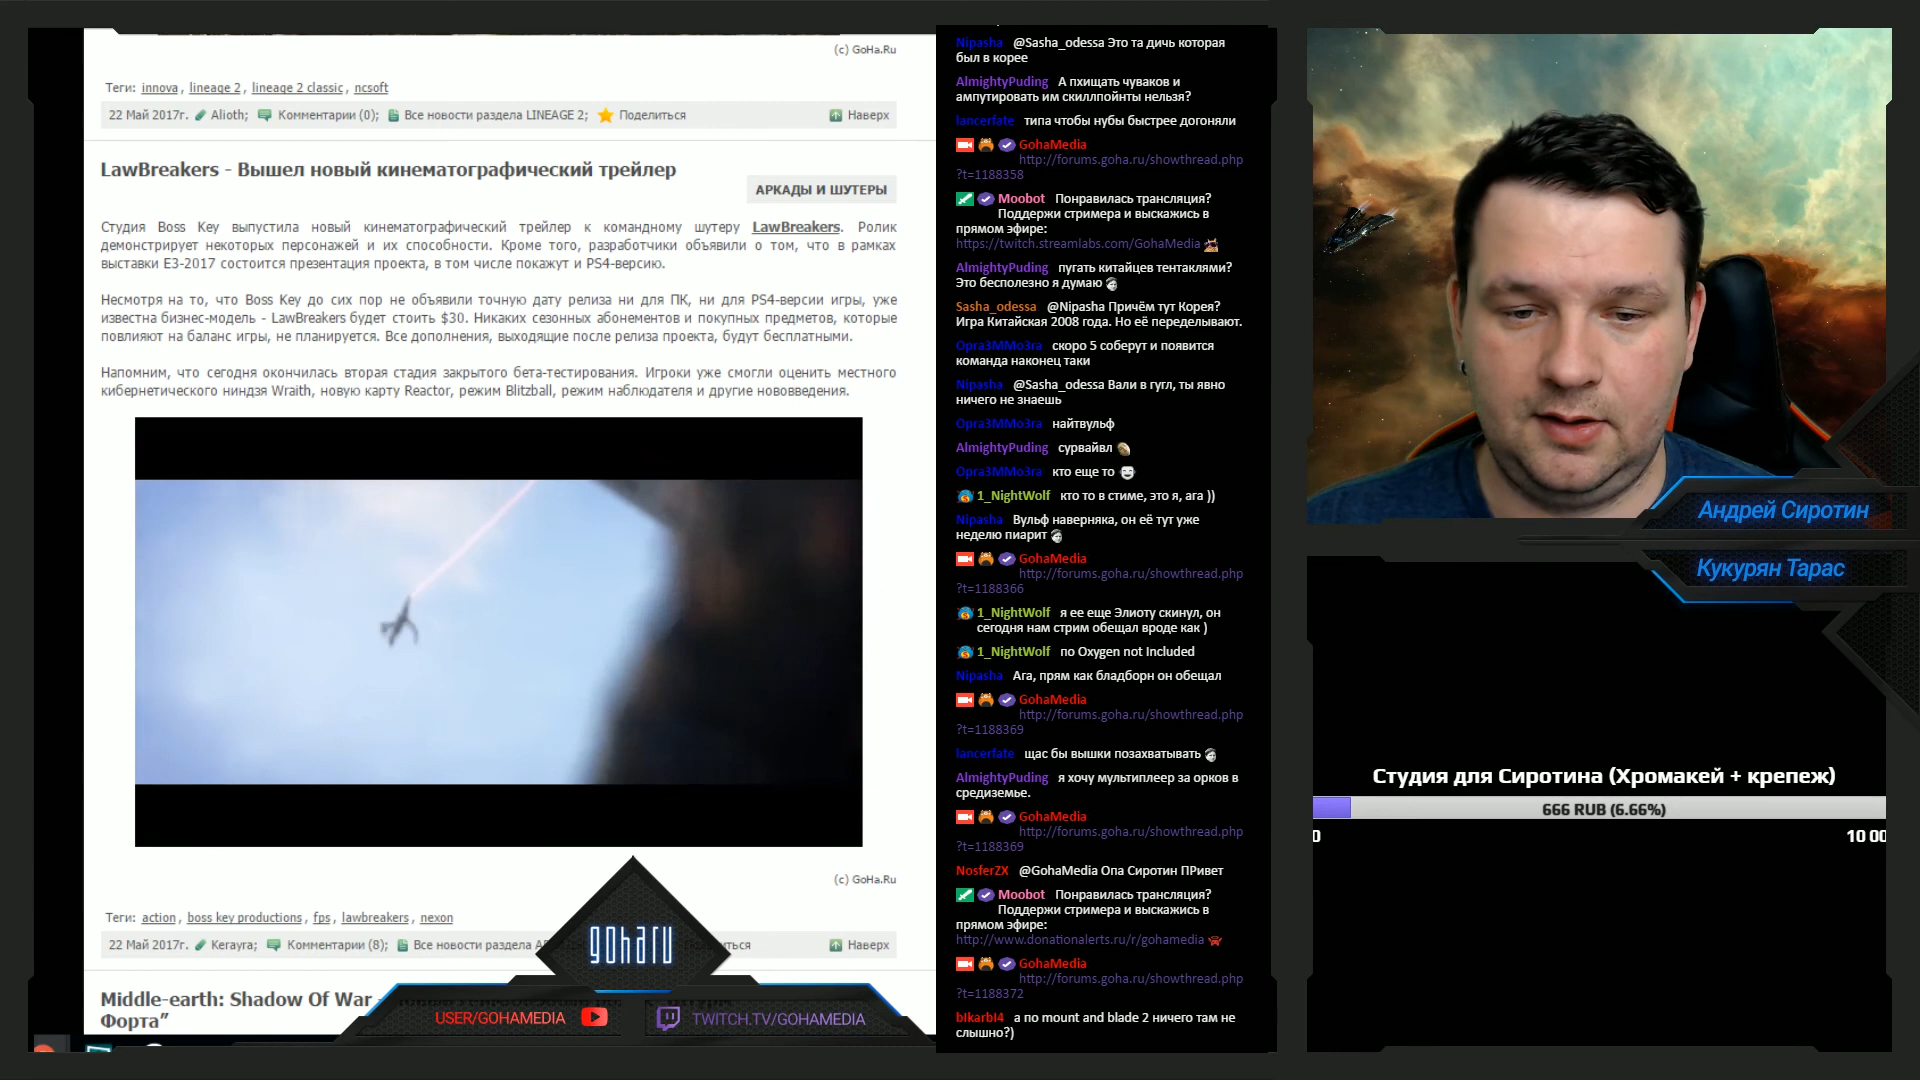 (c) GoHa.Ru
Теги: innova, lineage 2, lineage 2 classic, ncsoft
22 Май 2017г. Alioth; Комментарии (0); Все новости раздела LINEAGE 2; Поделиться Наверх
LawBreakers - Вышел новый кинематографический трейлер
АРКАДЫ И ШУТЕРЫ
Студия Boss Key выпустила новый кинематографический трейлер к командному шутеру LawBreakers. Ролик
демонстрирует некоторых персонажей и их способности. Кроме того, разработчики объявили о том, что в рамках
выставки E3-2017 состоится презентация проекта, в том числе покажут и PS4-версию.
Несмотря на то, что Boss Key до сих пор не объявили точную дату релиза ни для ПК, ни для PS4-версии игры, уже
известна бизнес-модель - LawBreakers будет стоить $30. Никаких сезонных абонементов и покупных предметов, которые
повлияют на баланс игры, не планируется. Все дополнения, выходящие после релиза проекта, будут бесплатными.
Напомним, что сегодня окончилась вторая стадия закрытого бета-тестирования. Игроки уже смогли оценить местного
кибернетического ниндзя Wraith, новую карту Reactor, режим Blitzball, режим наблюдателя и другие нововведения.
(c) GoHa.Ru
Теги: action, boss key productions, fps, lawbreakers, nexon
22 Май 2017г. Kerayra; Комментарии (8); Все новости раздела Наверх
Middle-earth: Shadow Of War -
Форта”
goharu
USER/GOHAMEDIA
TWITCH.TV/GOHAMEDIA
Nipasha @Sasha_odessa Это та дичь которая
был в корее
AlmightyPuding А пхищать чуваков и
ампутировать им скиллпойнты нельзя?
lancerfate типа чтобы нубы быстрее догоняли
GohaMedia
http://forums.goha.ru/showthread.php
?t=1188358
Moobot Понравилась трансляция?
Поддержи стримера и выскажись в
прямом эфире:
https://twitch.streamlabs.com/GohaMedia
AlmightyPuding пугать китайцев тентаклями?
Это бесполезно я думаю
Sasha_odessa @Nipasha Причём тут Корея?
Игра Китайская 2008 года. Но её переделывают.
Opra3MMo3ra скоро 5 соберут и появится
команда наконец таки
Nipasha @Sasha_odessa Вали в гугл, ты явно
ничего не знаешь
Opra3MMo3ra найтвульф
AlmightyPuding сурвайвл
Opra3MMo3ra кто еще то
1_NightWolf кто то в стиме, это я, ага ))
Nipasha Вульф наверняка, он её тут уже
неделю пиарит
GohaMedia
http://forums.goha.ru/showthread.php
?t=1188366
1_NightWolf я ее еще Элиоту скинул, он
сегодня нам стрим обещал вроде как )
1_NightWolf по Oxygen not Included
Nipasha Ага, прям как бладборн он обещал
GohaMedia
http://forums.goha.ru/showthread.php
?t=1188369
lancerfate щас бы вышки позахватывать
AlmightyPuding я хочу мультиплеер за орков в
средиземье.
GohaMedia
http://forums.goha.ru/showthread.php
?t=1188369
NosferZX @GohaMedia Опа Сиротин ПРивет
Moobot Понравилась трансляция?
Поддержи стримера и выскажись в
прямом эфире:
http://www.donationalerts.ru/r/gohamedia
GohaMedia
http://forums.goha.ru/showthread.php
?t=1188372
bIkarbI4 а по mount and blade 2 ничего там не
слышно?)
Андрей Сиротин
Кукурян Тарас
Студия для Сиротина (Хромакей + крепеж)
666 RUB (6.66%)
0 10 00